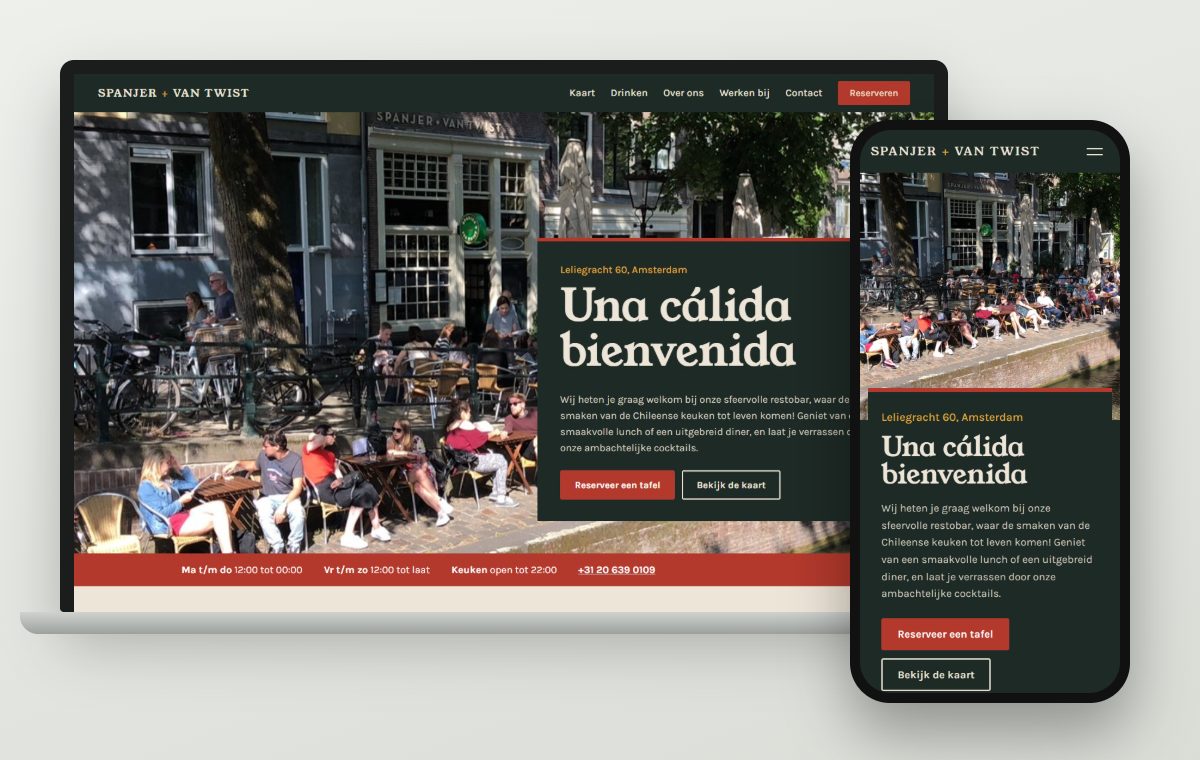 SPANJER + VAN TWIST
Kaart Drinken Over ons Werken bij Contact Reserveren
SPANJER+VANTWIST
Leliegracht 60, Amsterdam
Una cálida
bienvenida
Wij heten je graag welkom bij onze sfeervolle restobar, waar de
smaken van de Chileense keuken tot leven komen! Geniet van
smaakvolle lunch of een uitgebreid diner, en laat je verrassen
onze ambachtelijke cocktails.
Reserveer een tafel Bekijk de kaart
Ma t/m do 12:00 tot 00:00 Vr t/m zo 12:00 tot laat Keuken open tot 22:00 +31 20 639 0109
SPANJER + VAN TWIST
SPANJER+VANTWIST
Leliegracht 60, Amsterdam
Una cálida
bienvenida
Wij heten je graag welkom bij onze
sfeervolle restobar, waar de smaken van de
Chileense keuken tot leven komen! Geniet
van een smaakvolle lunch of een uitgebreid
diner, en laat je verrassen door onze
ambachtelijke cocktails.
Reserveer een tafel
Bekijk de kaart